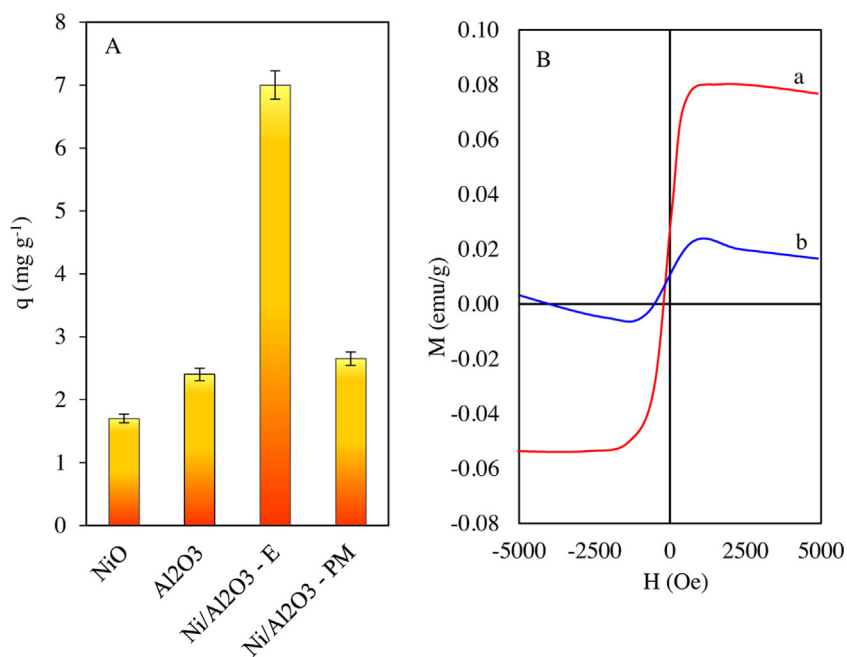 A
8
7
6
5
4
3
2
1
0
q (mg g-1)
NiO
Al2O3
Ni/Al2O3 - E
Ni/Al2O3 - PM
B
a
b
0.10
0.08
0.06
0.04
0.02
0.00
-0.02
-0.04
-0.06
-0.08
M (emu/g)
-5000 -2500 0 2500 5000
H (Oe)